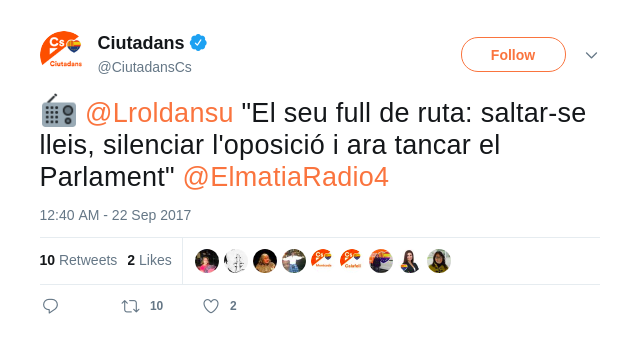 Cs
Ciutadans
Ciutadans
@CiutadansCs
Follow
📻 @Lroldansu "El seu full de ruta: saltar-se
lleis, silenciar l'oposició i ara tancar el
Parlament" @ElmatiaRadio4
12:40 AM - 22 Sep 2017
10 Retweets 2 Likes
10 2